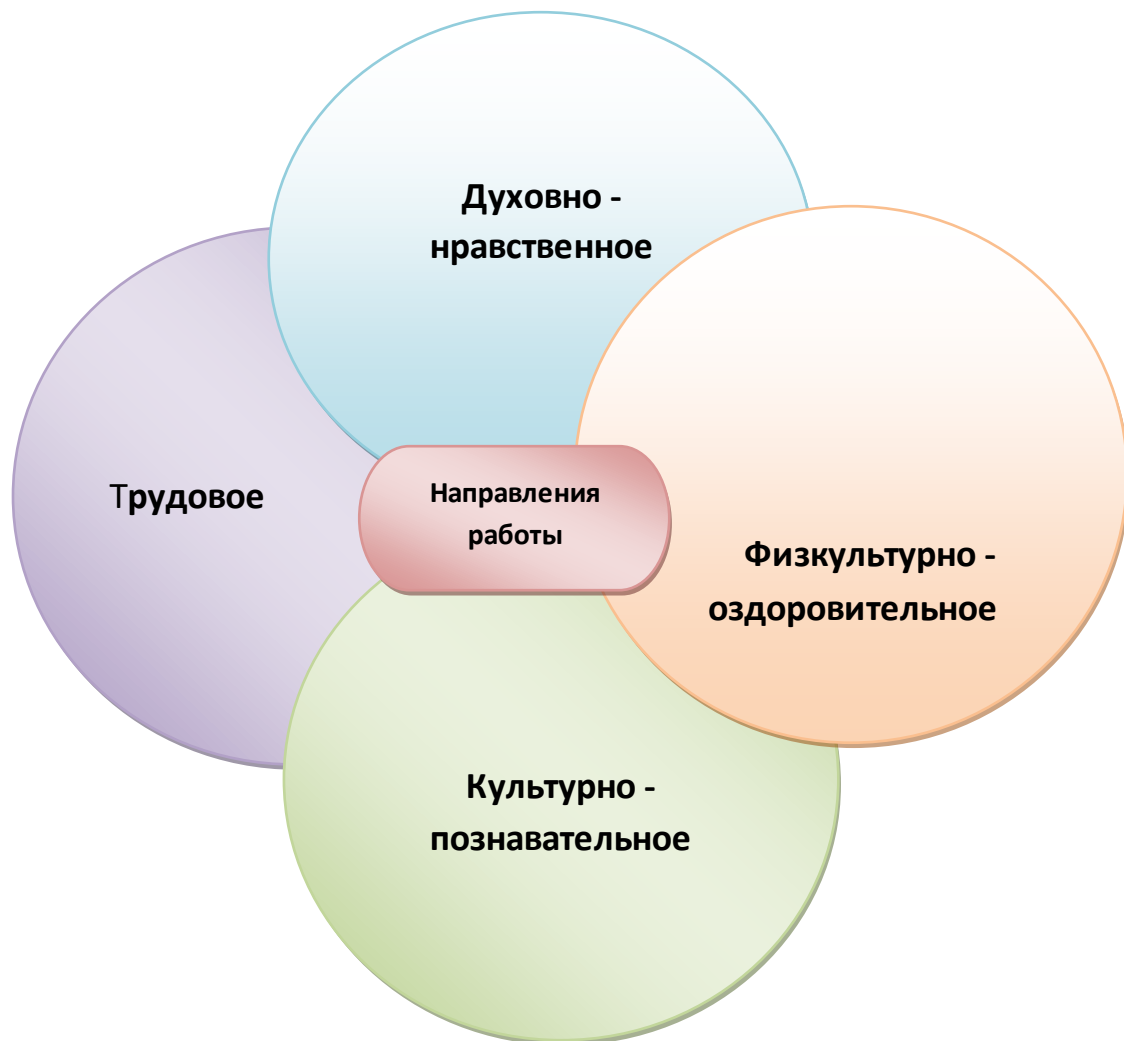 Духовно -
нравственное
Трудовое
Направления
работы
Физкультурно -
оздоровительное
Культурно -
познавательное